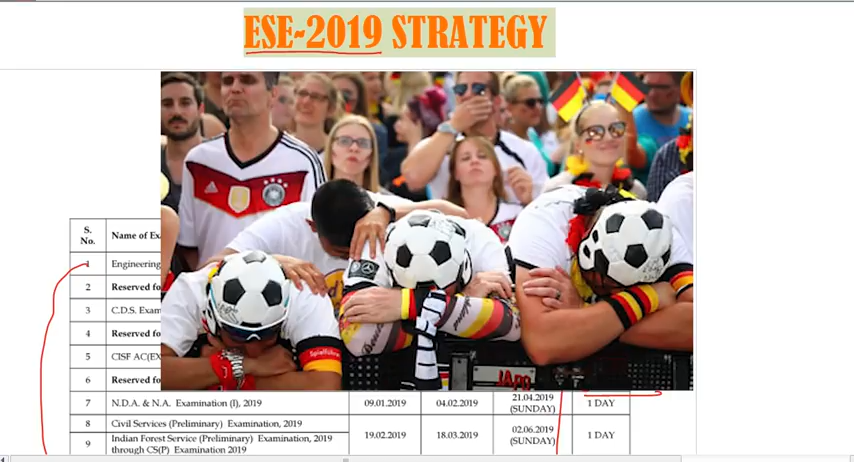 ESE-2019 STRATEGY
S. No.
Name of Ex
1 Engineering
2 Reserved fo
3 C.D.S. Exam
4 Reserved fo
5 CISF AC(EX
6 Reserved fo
7 N.D.A. & N.A. Examination (I), 2019 09.01.2019 04.02.2019 21.04.2019 (SUNDAY) 1 DAY
8 Civil Services (Preliminary) Examination, 2019
9 Indian Forest Service (Preliminary) Examination, 2019 through CS(P) Examination 2019
19.02.2019 18.03.2019 02.06.2019 (SUNDAY) 1 DAY
Spielführer